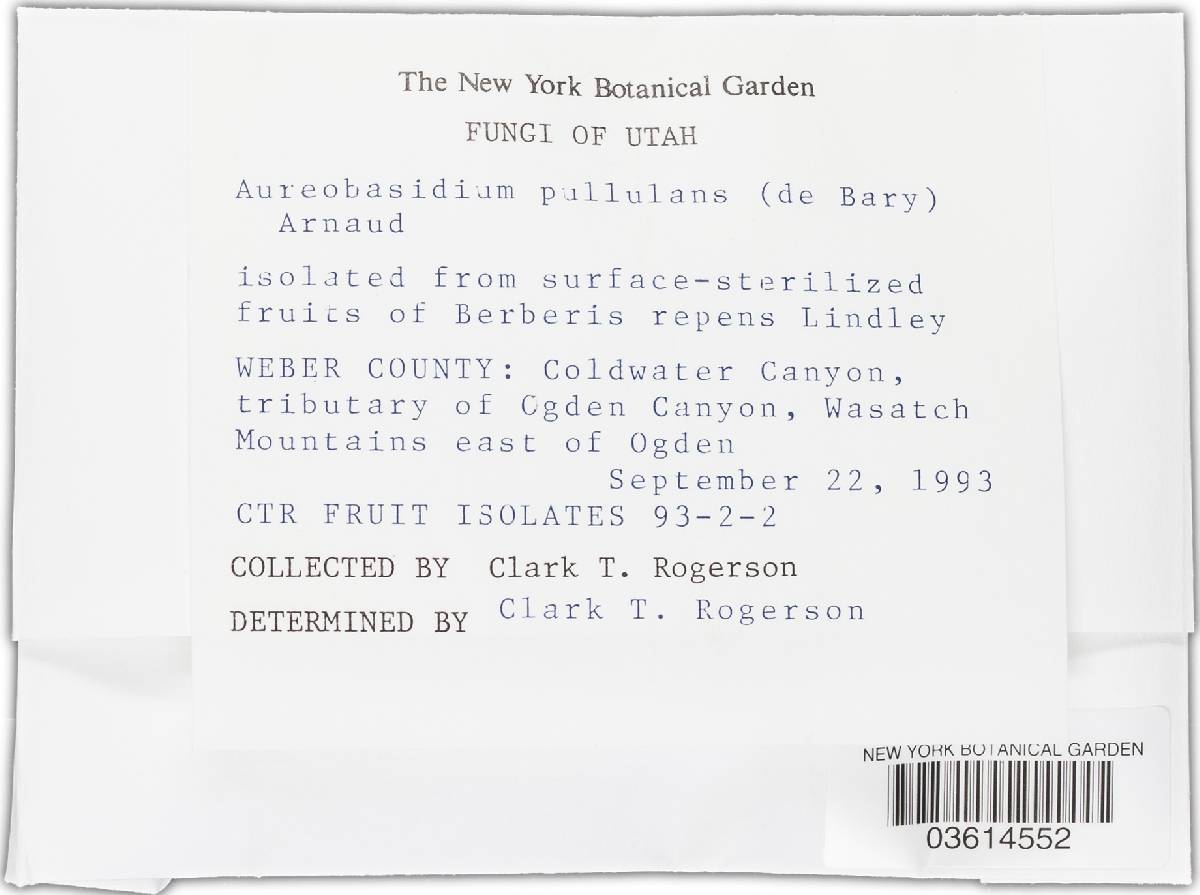 The New York Botanical Garden
FUNGI OF UTAH
Aureobasidium pullulans (de Bary)
Arnaud
isolated from surface-sterilized
fruits of Berberis repens Lindley
WEBER COUNTY: Coldwater Canyon,
tributary of Ogden Canyon, Wasatch
Mountains east of Ogden
September 22, 1993
CTR FRUIT ISOLATES 93-2-2
COLLECTED BY Clark T. Rogerson
DETERMINED BY Clark T. Rogerson
NEW YORK BOTANICAL GARDEN
03614552